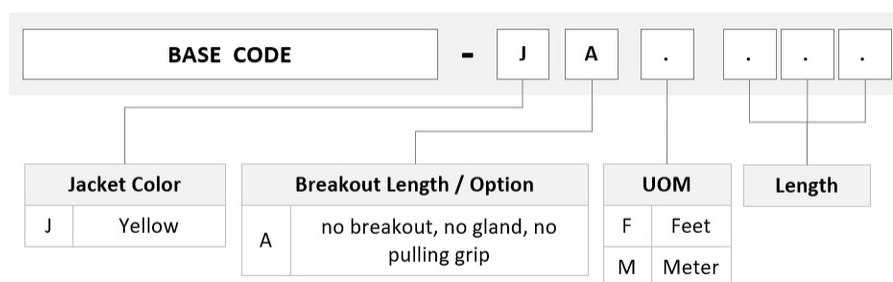 BASE CODE - J A . . . .
Jacket Color
J Yellow
Breakout Length / Option
A no breakout, no gland, no
pulling grip
UOM
F Feet
M Meter
Length